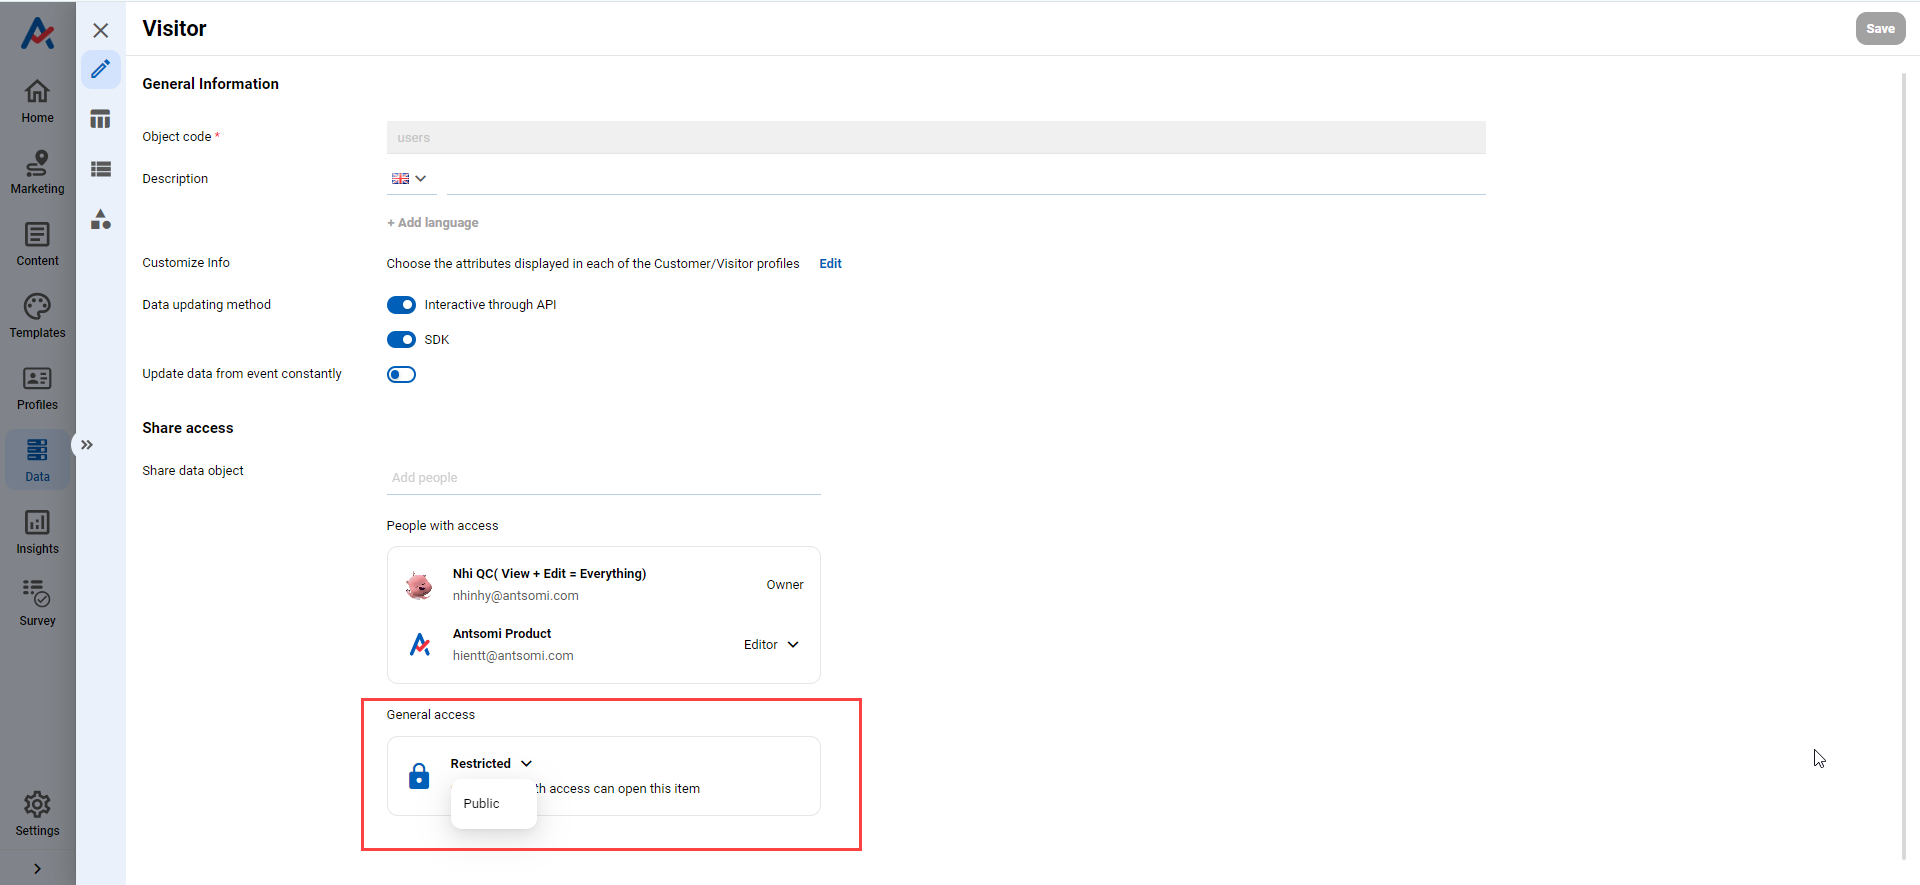 Visitor
Save
General Information
Object code *
users
Description
+ Add language
Customize Info
Choose the attributes displayed in each of the Customer/Visitor profiles
Edit
Data updating method
Interactive through API
SDK
Update data from event constantly
Share access
Share data object
Add people
People with access
Nhi QC( View + Edit = Everything)
nhinhy@antsomi.com
Owner
Antsomi Product
hientt@antsomi.com
Editor
General access
Restricted
access can open this item
Public
Home
Marketing
Content
Templates
Profiles
Data
Insights
Survey
Settings